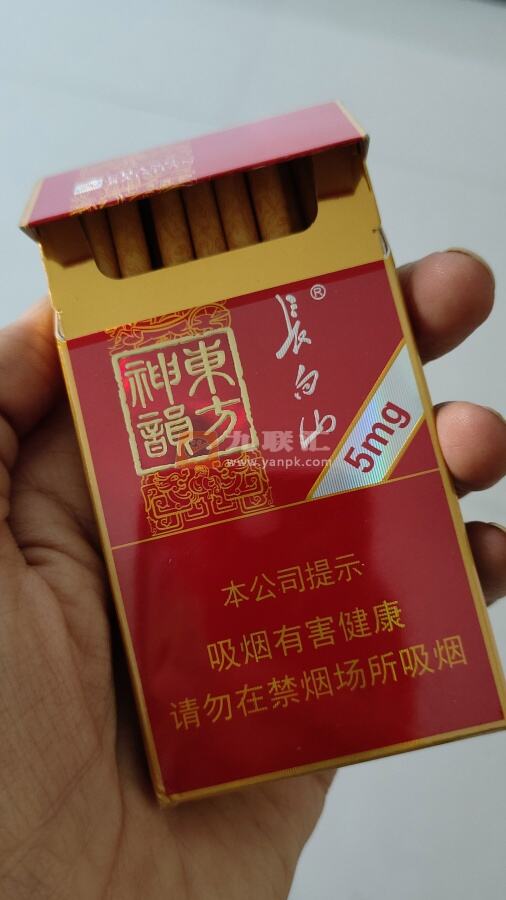 長白山®
東方
神韻
5mg
九联汇
www.yanpk.com
本公司提示
吸烟有害健康
请勿在禁烟场所吸烟